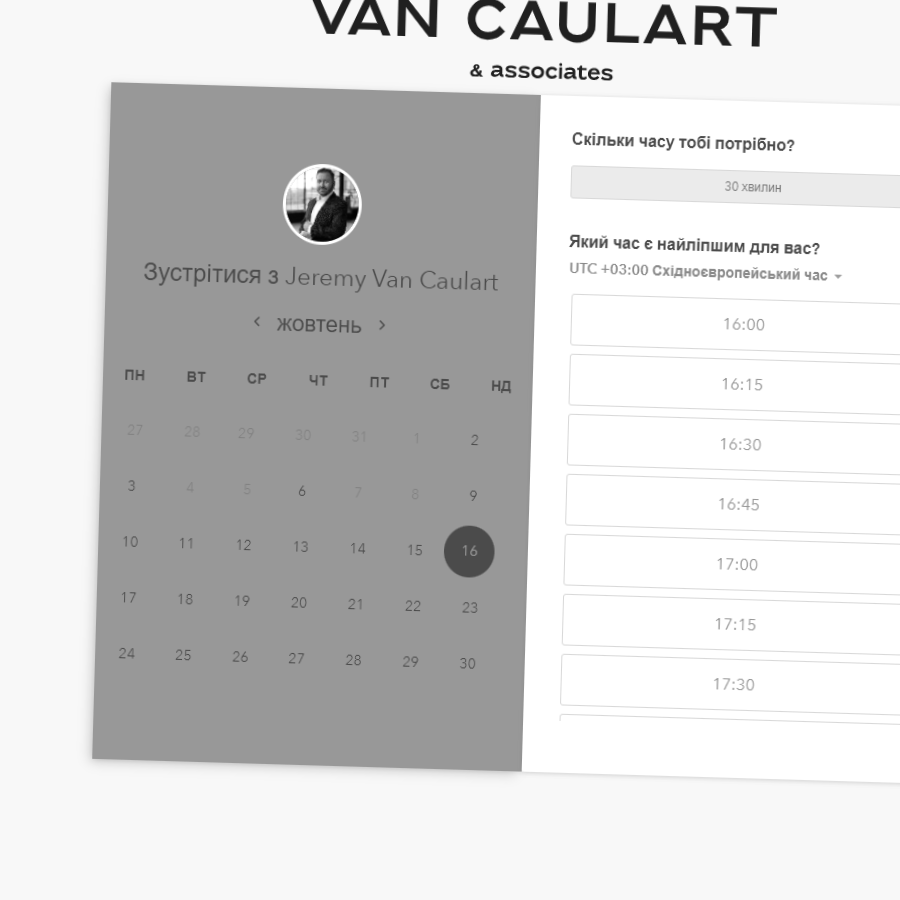 VAN CAULART
& associates
Зустрітися з Jeremy Van Caulart
жовтень
ПН ВТ СР ЧТ ПТ СБ НД
27 28 29 30 31 1 2
3 4 5 6 7 8 9
10 11 12 13 14 15 16
17 18 19 20 21 22 23
24 25 26 27 28 29 30
Скільки часу тобі потрібно?
30 хвилин
Який час є найліпшим для вас?
UTC +03:00 Східноєвропейський час
16:00
16:15
16:30
16:45
17:00
17:15
17:30